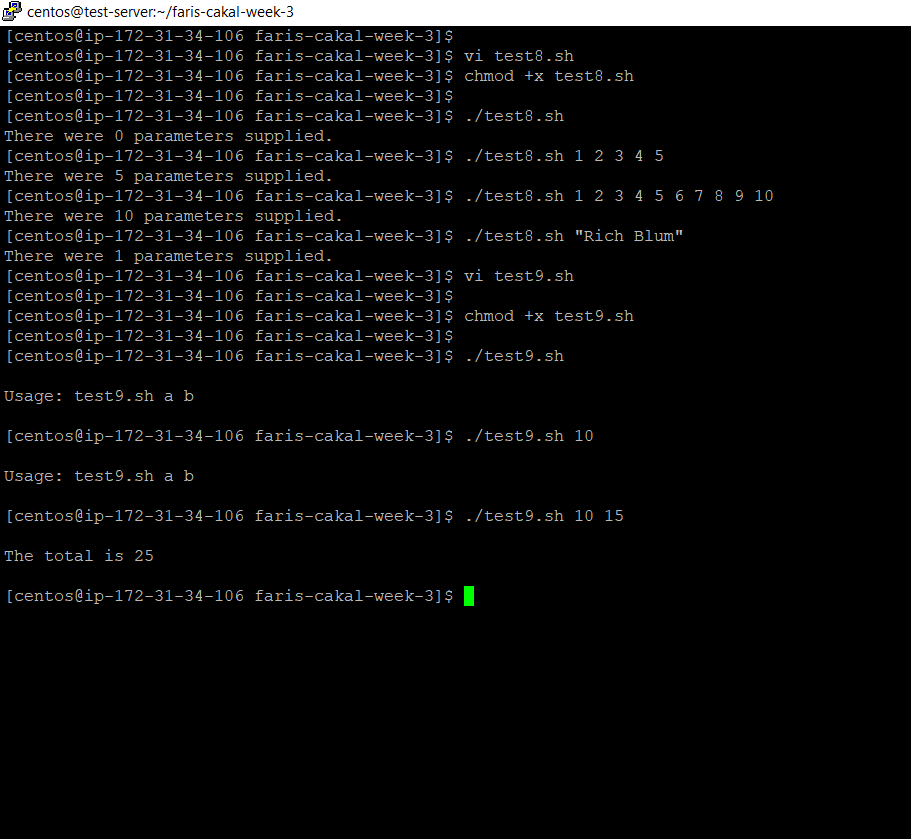 centos@test-server:~/faris-cakal-week-3
[centos@ip-172-31-34-106 faris-cakal-week-3]$
[centos@ip-172-31-34-106 faris-cakal-week-3]$ vi test8.sh
[centos@ip-172-31-34-106 faris-cakal-week-3]$ chmod +x test8.sh
[centos@ip-172-31-34-106 faris-cakal-week-3]$
[centos@ip-172-31-34-106 faris-cakal-week-3]$ ./test8.sh
There were 0 parameters supplied.
[centos@ip-172-31-34-106 faris-cakal-week-3]$ ./test8.sh 1 2 3 4 5
There were 5 parameters supplied.
[centos@ip-172-31-34-106 faris-cakal-week-3]$ ./test8.sh 1 2 3 4 5 6 7 8 9 10
There were 10 parameters supplied.
[centos@ip-172-31-34-106 faris-cakal-week-3]$ ./test8.sh "Rich Blum"
There were 1 parameters supplied.
[centos@ip-172-31-34-106 faris-cakal-week-3]$ vi test9.sh
[centos@ip-172-31-34-106 faris-cakal-week-3]$
[centos@ip-172-31-34-106 faris-cakal-week-3]$ chmod +x test9.sh
[centos@ip-172-31-34-106 faris-cakal-week-3]$
[centos@ip-172-31-34-106 faris-cakal-week-3]$ ./test9.sh
Usage: test9.sh a b
[centos@ip-172-31-34-106 faris-cakal-week-3]$ ./test9.sh 10
Usage: test9.sh a b
[centos@ip-172-31-34-106 faris-cakal-week-3]$ ./test9.sh 10 15
The total is 25
[centos@ip-172-31-34-106 faris-cakal-week-3]$